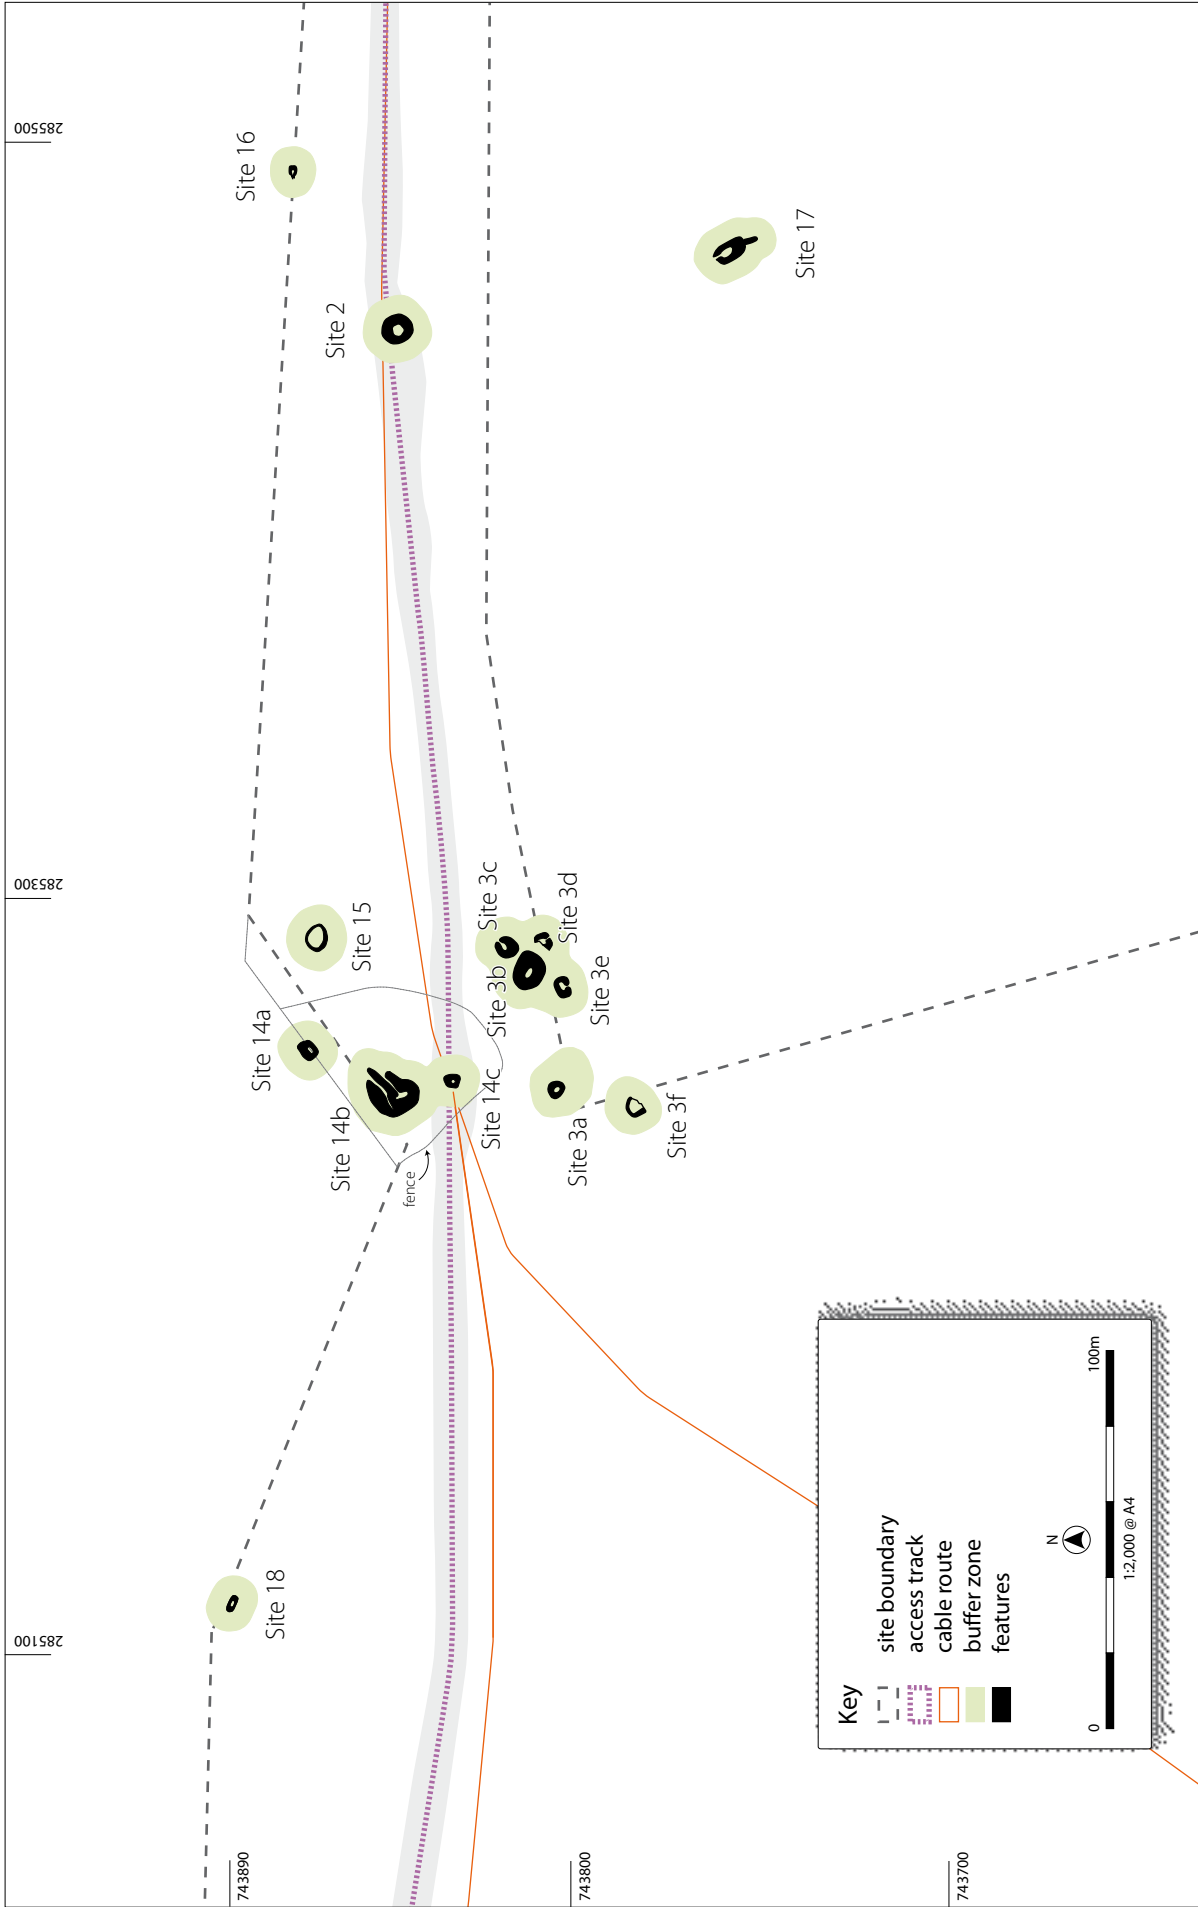 285100
285300
285500
743890
743800
743700
Site 16
Site 2
Site 17
Site 15
Site 14a
Site 14b
Site 14c
fence
Site 3c
Site 3b
Site 3d
Site 3e
Site 3a
Site 3f
Site 18
Key
site boundary
access track
cable route
buffer zone
features
N
0 100m
1:2,000 @ A4